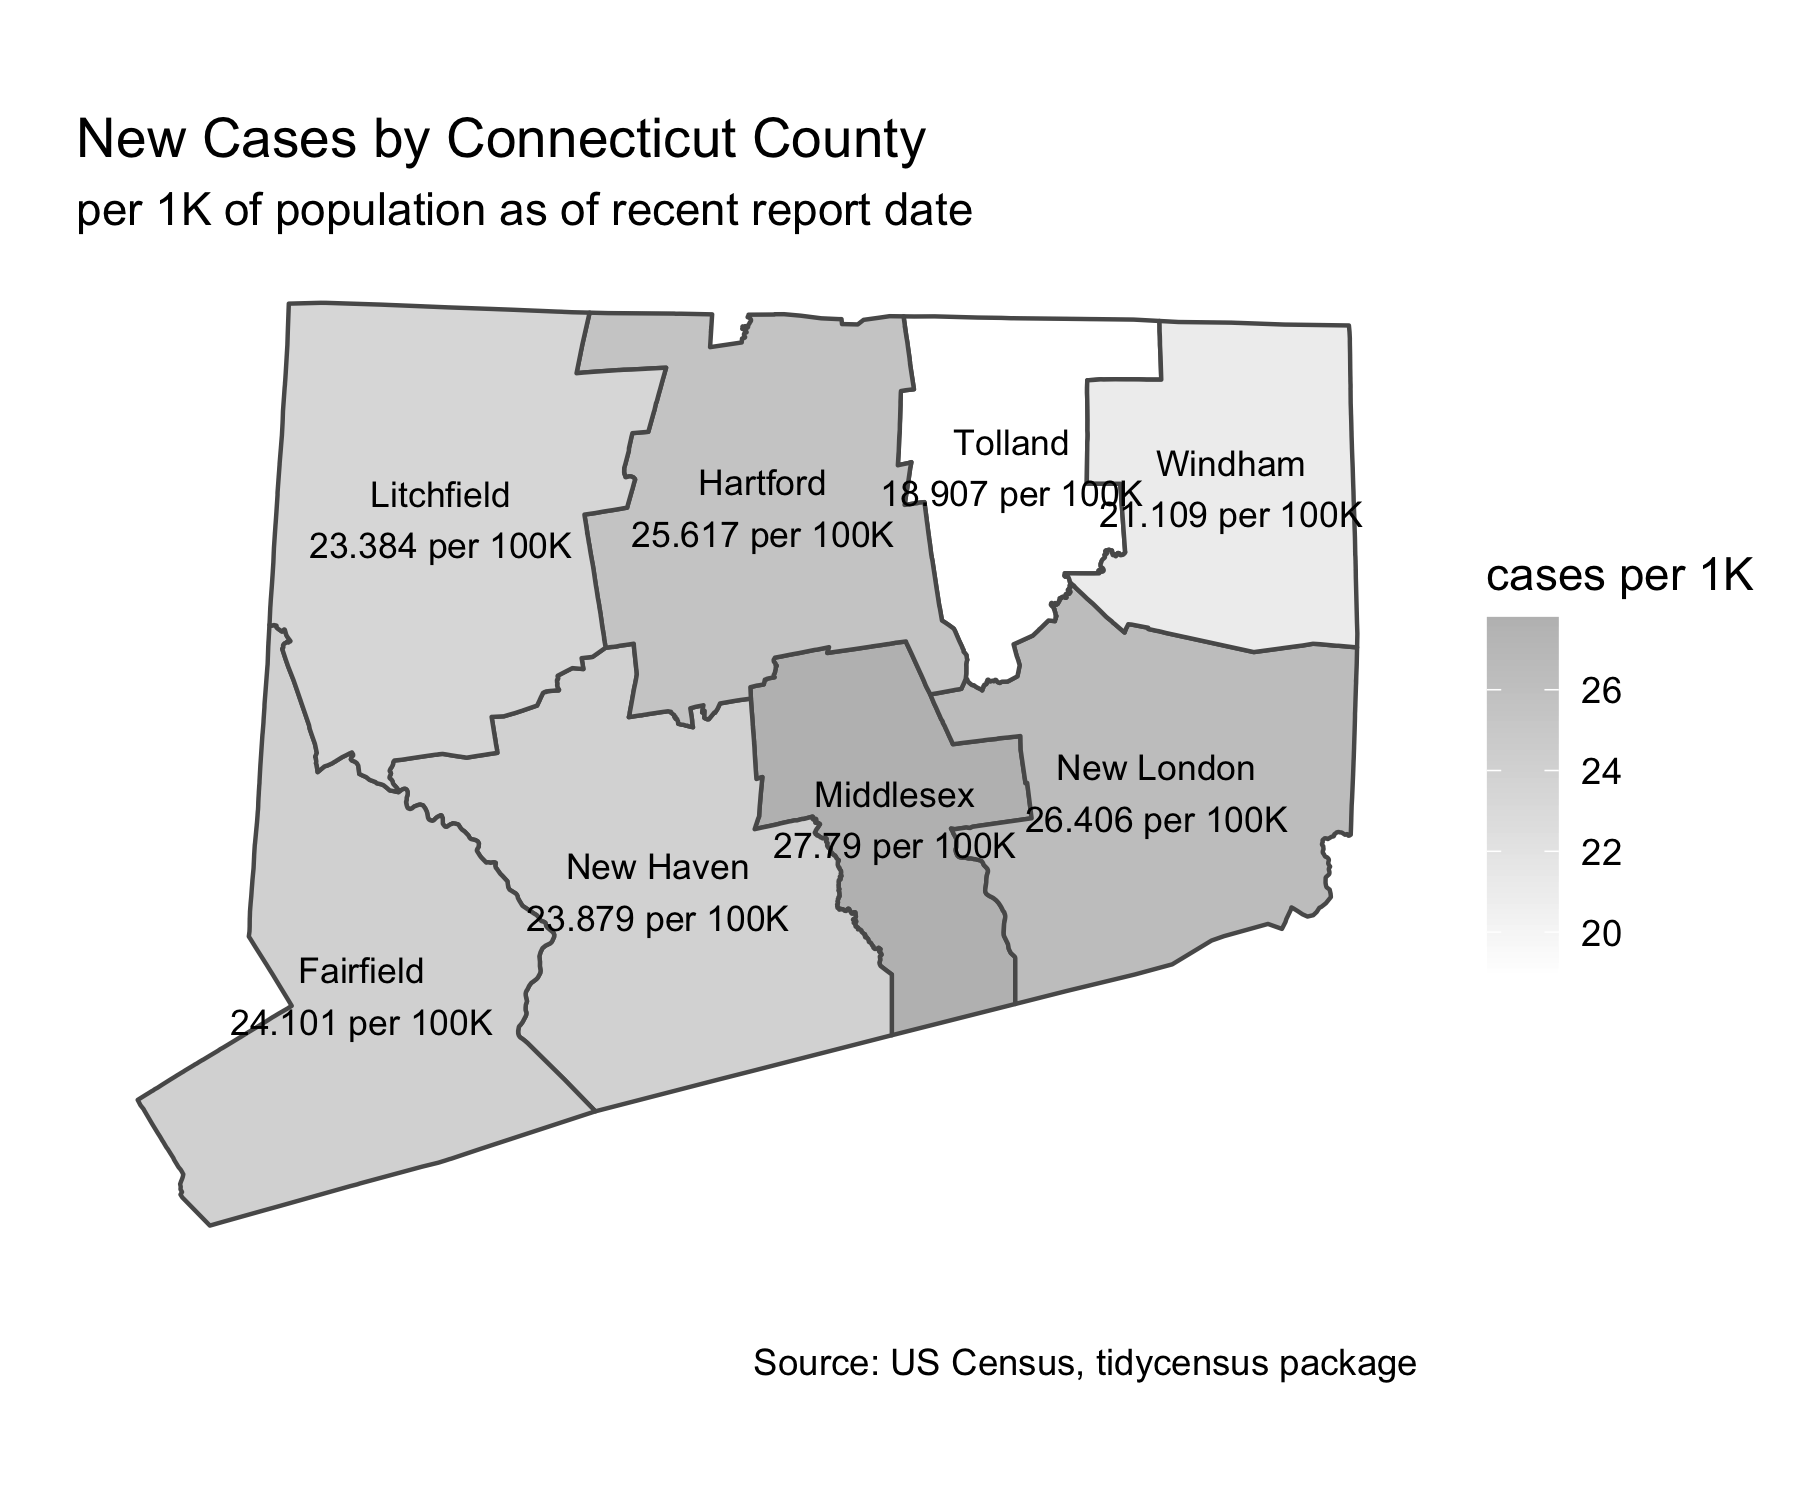 New Cases by Connecticut County
per 1K of population as of recent report date
Tolland
18.907 per 100K
Windham
21.109 per 100K
Hartford
25.617 per 100K
Litchfield
23.384 per 100K
New London
26.406 per 100K
Middlesex
27.79 per 100K
New Haven
23.879 per 100K
Fairfield
24.101 per 100K
cases per 1K
26
24
22
20
Source: US Census, tidycensus package